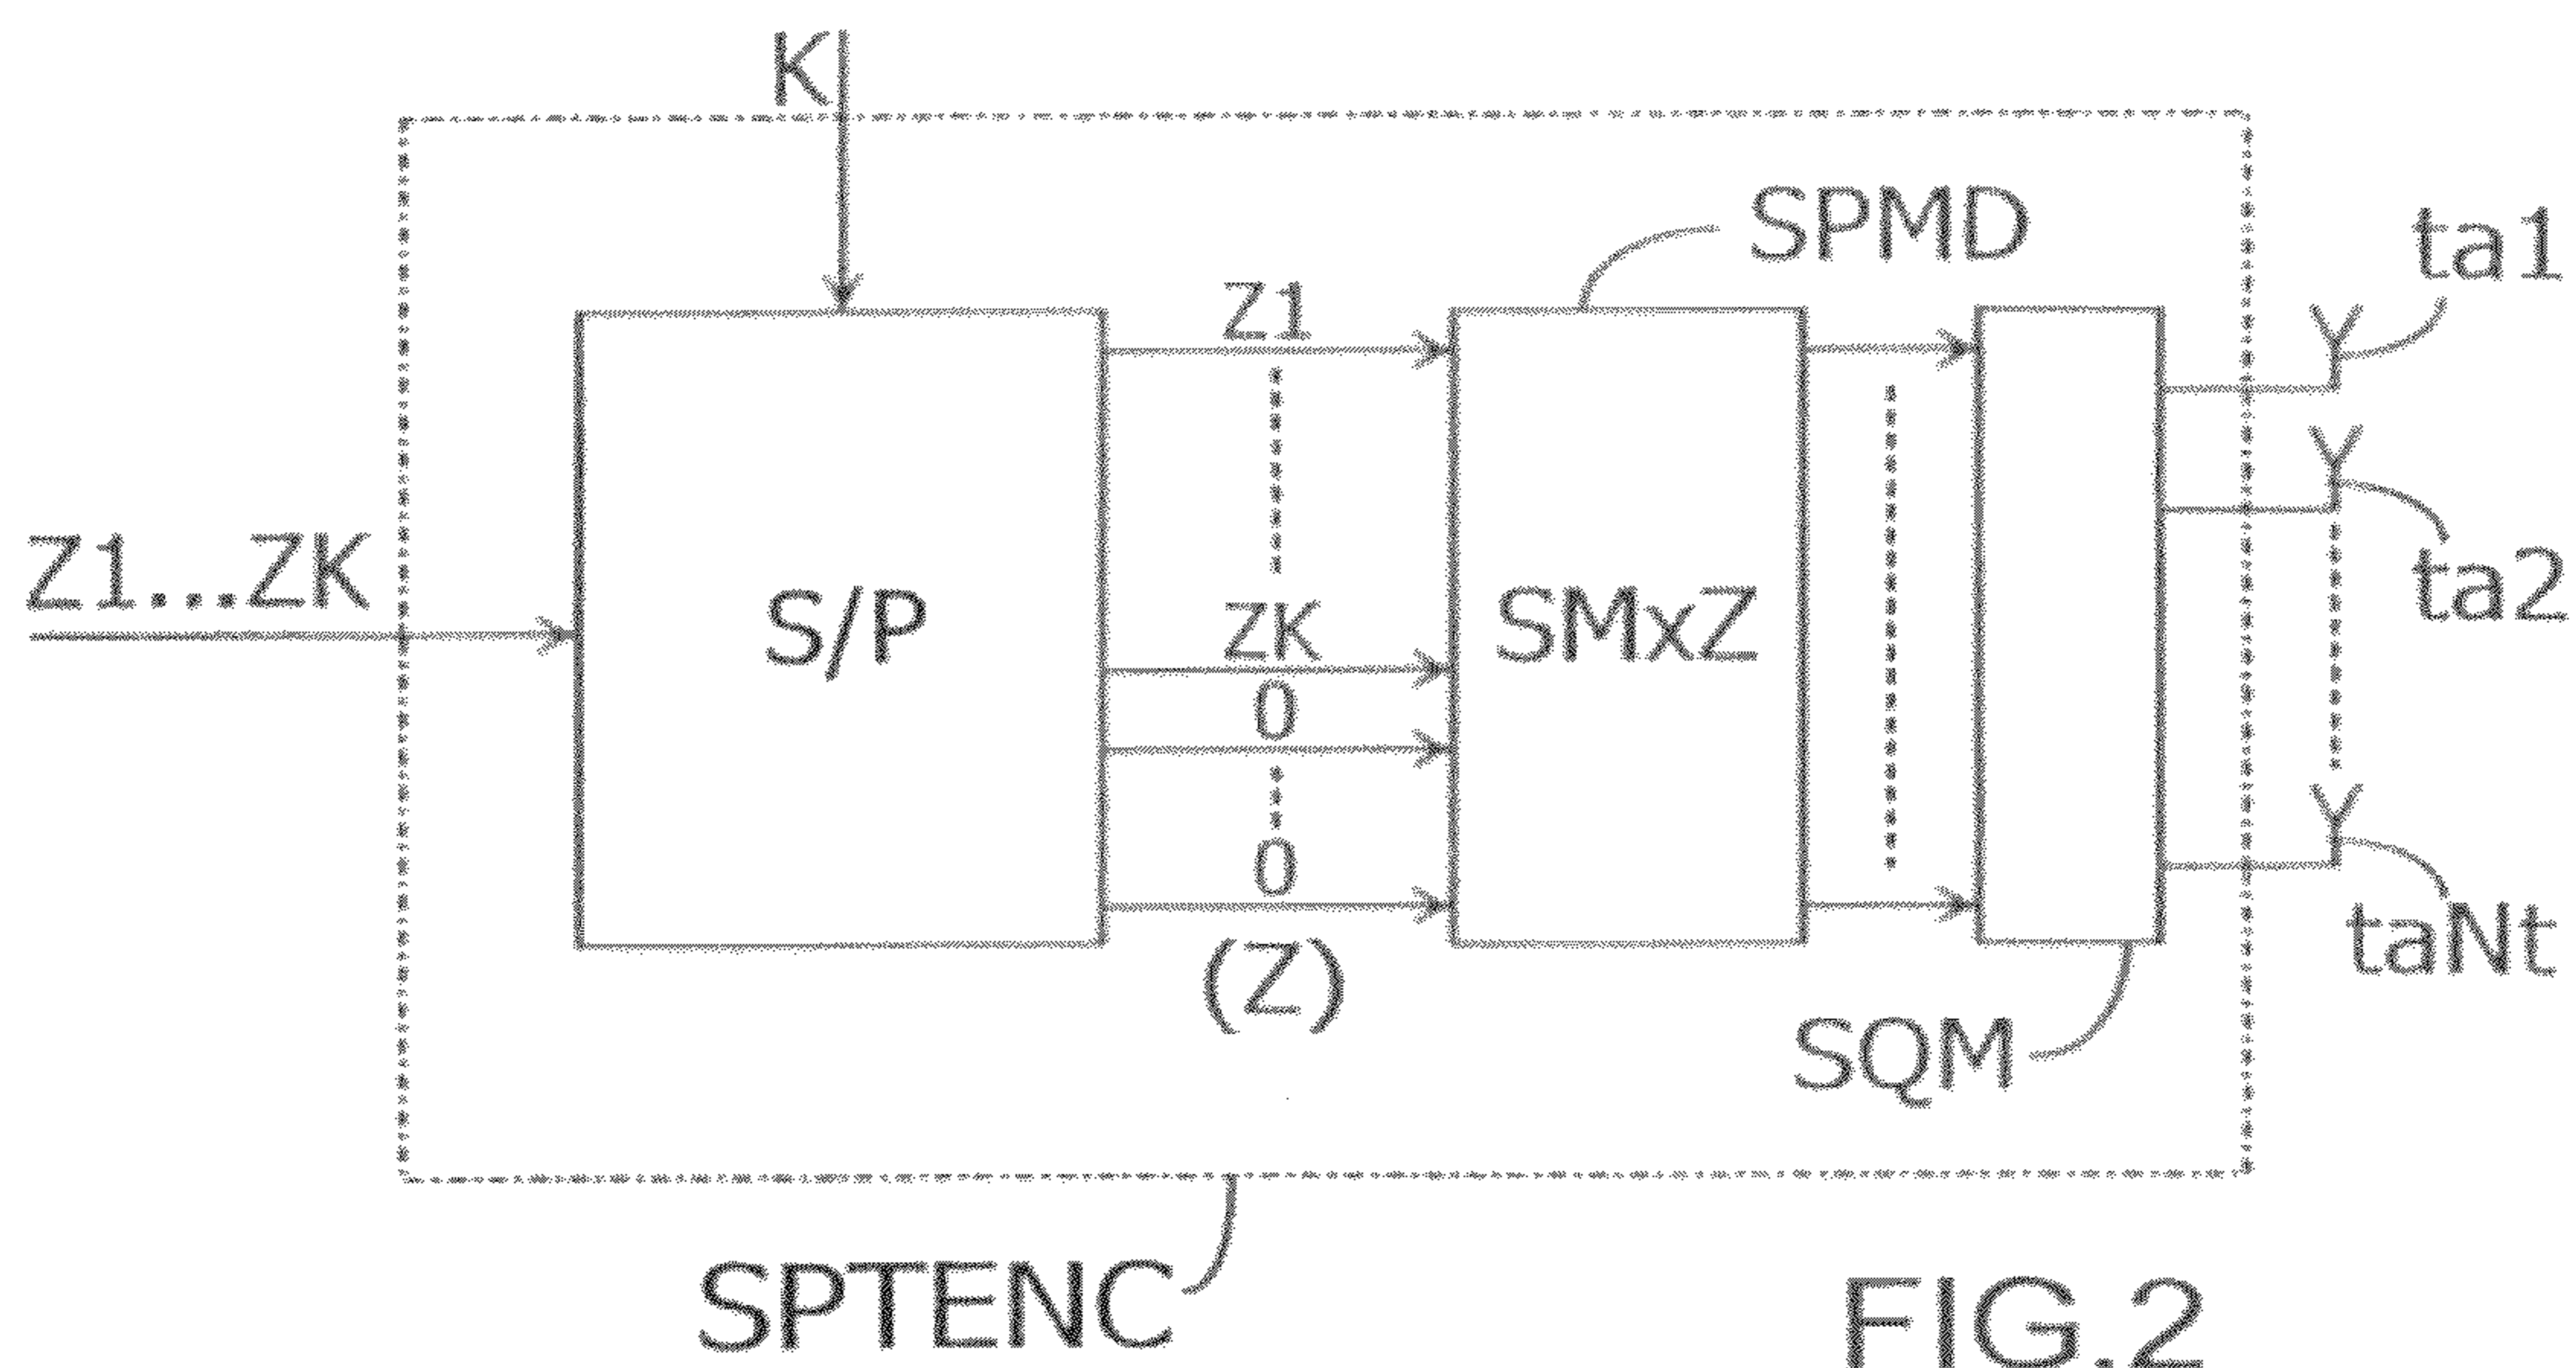 K
SPMD
ta1
Z1
Z1...ZK
S/P
ZK
SMxZ
ta2
0
0
(Z)
taNt
SQM
SPTENC
FIG.2